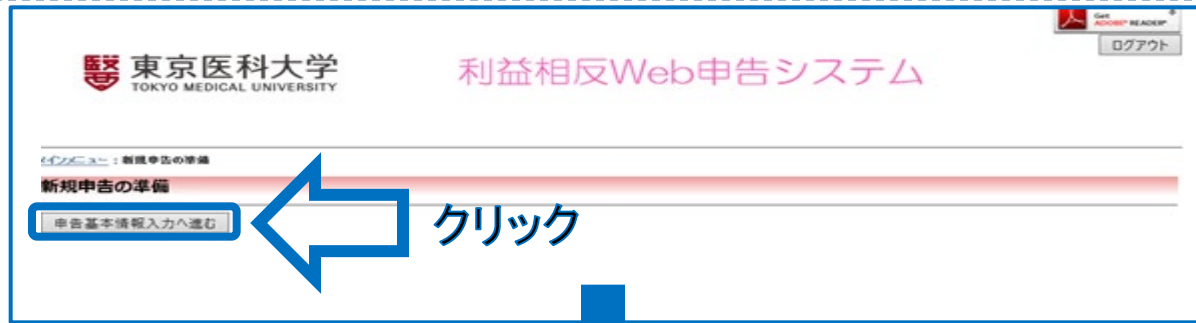 Get
ADOBE® READER®
ログアウト
東京医科大学
TOKYO MEDICAL UNIVERSITY
利益相反Web申告システム
メインメニュー:新規申告の準備
新規申告の準備
申告基本情報入力へ進む
クリック